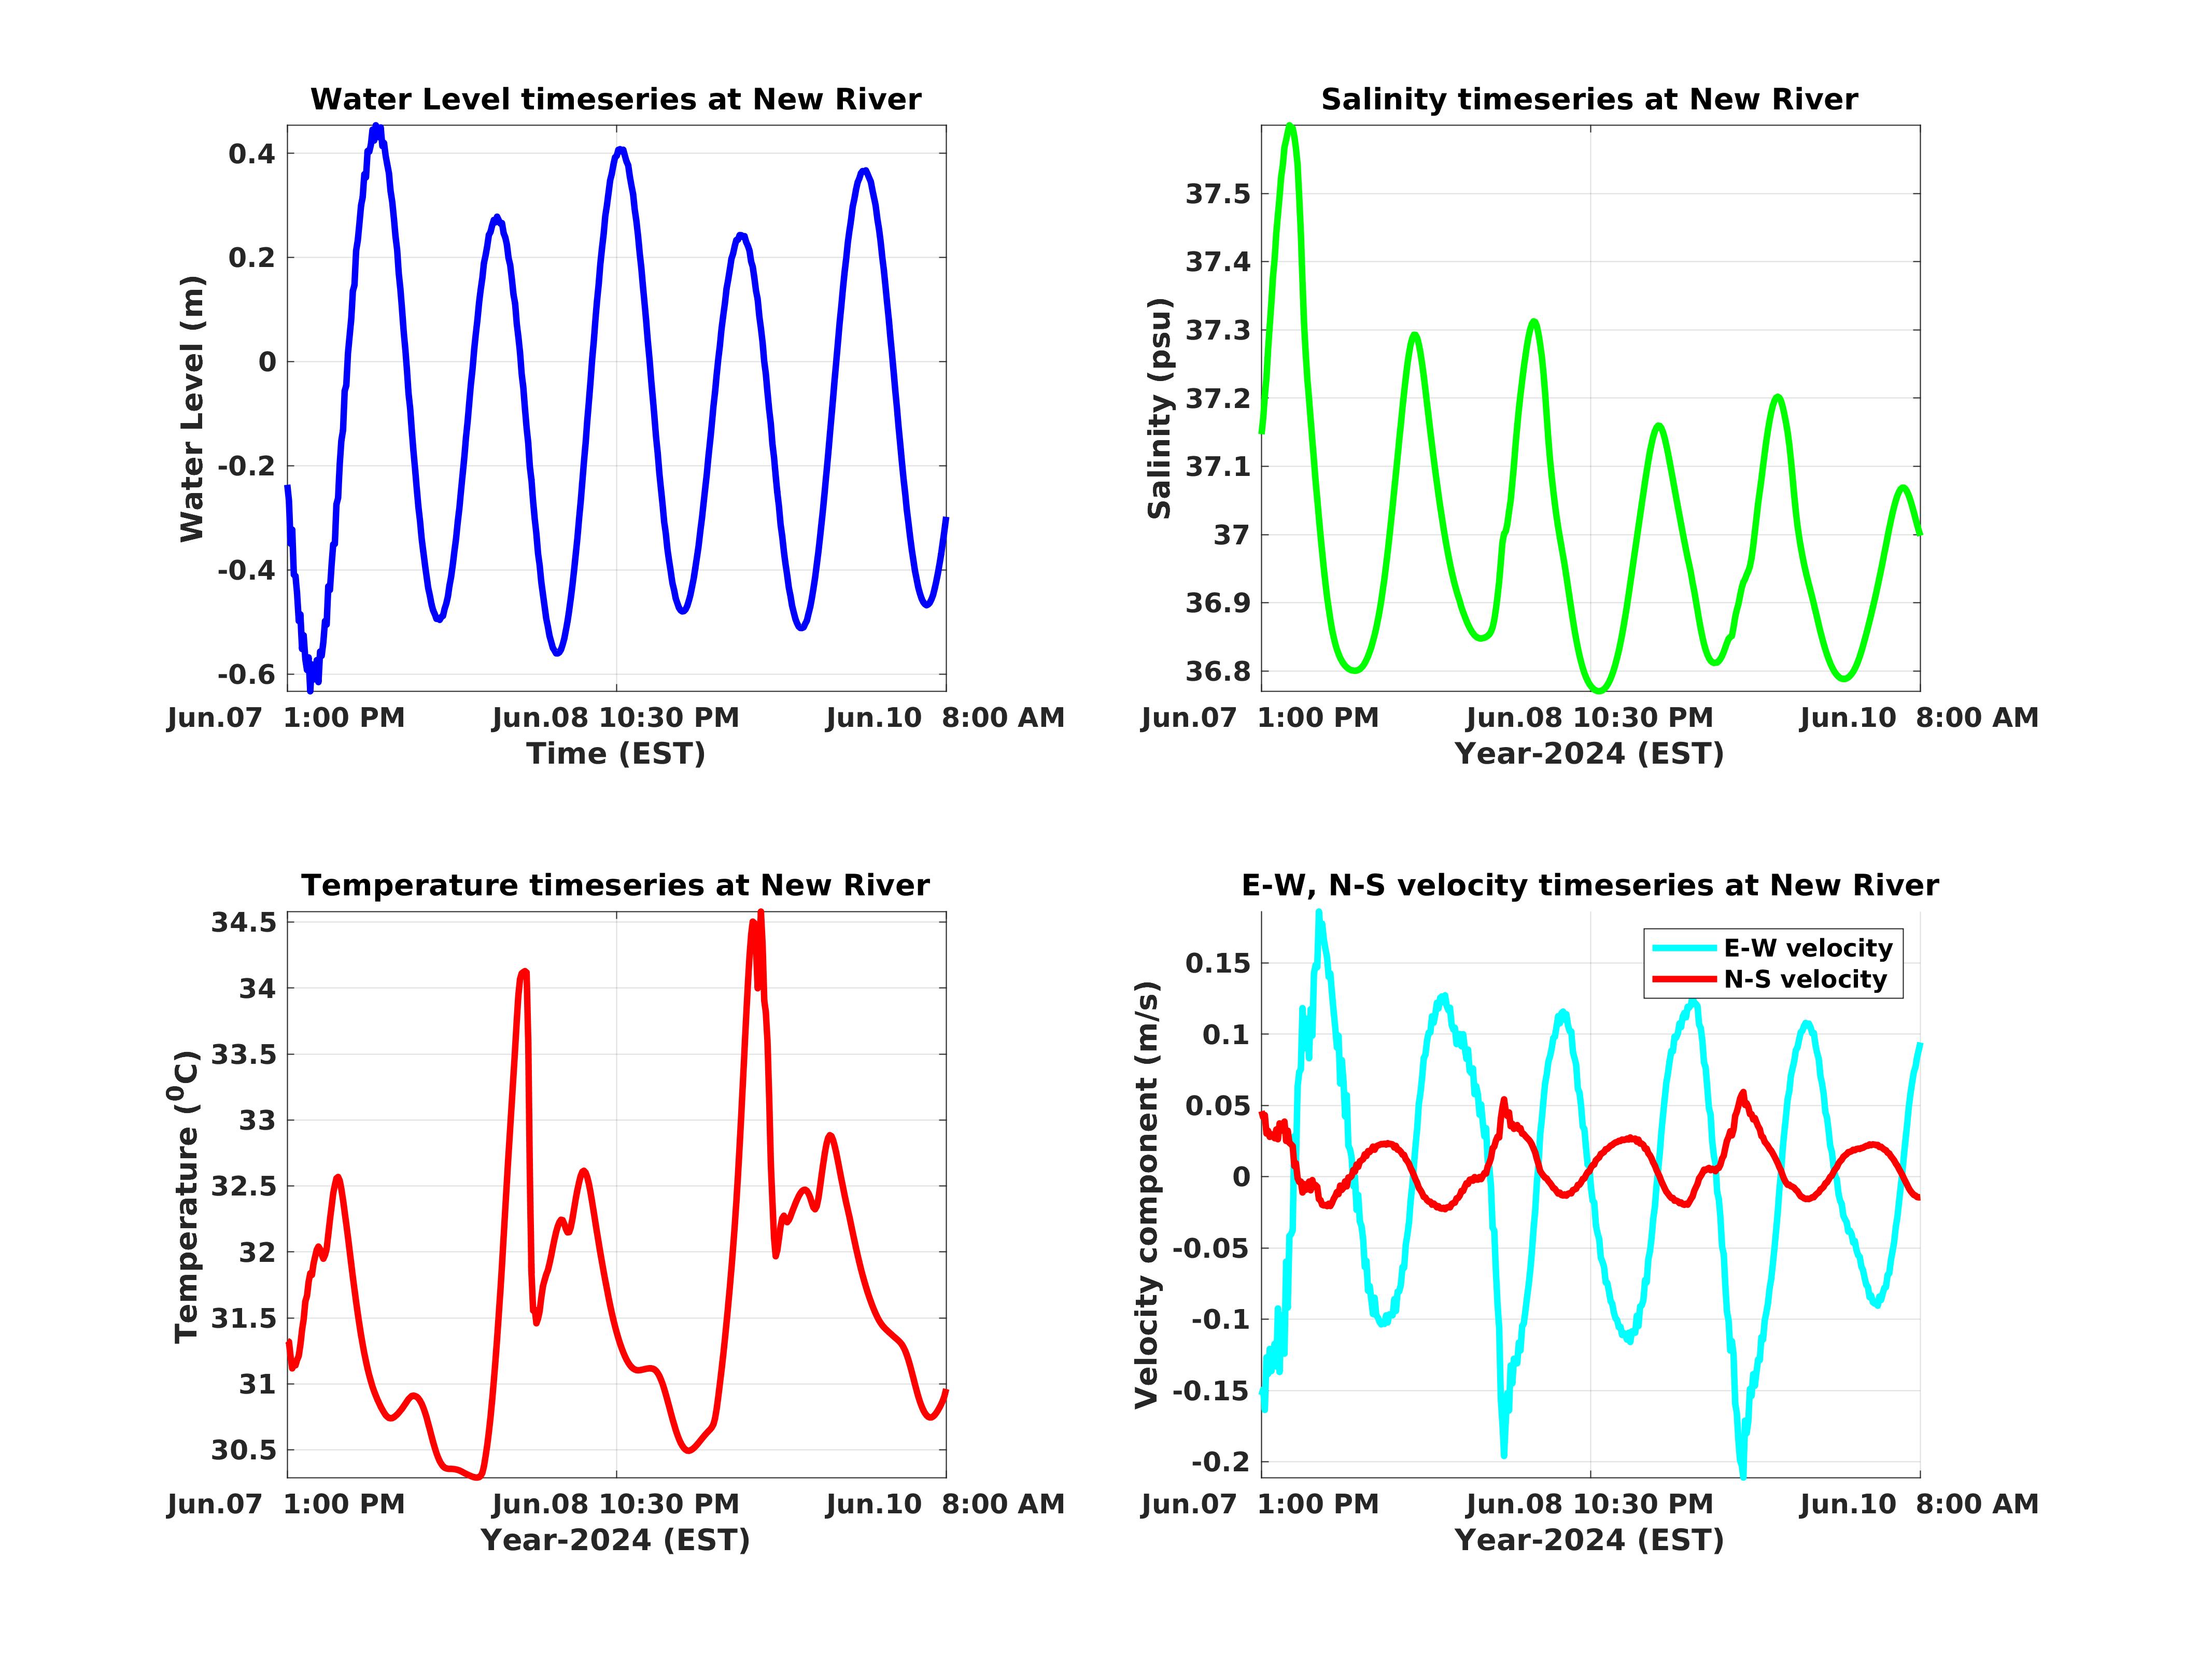 Water Level timeseries at New River
0.4
0.2
0
-0.2
-0.4
-0.6
Water Level (m)
Jun.07 1:00 PM
Jun.08 10:30 PM
Jun.10 8:00 AM
Time (EST)
Salinity timeseries at New River
37.5
37.4
37.3
37.2
37.1
37
36.9
36.8
Salinity (psu)
Jun.07 1:00 PM
Jun.08 10:30 PM
Jun.10 8:00 AM
Year-2024 (EST)
Temperature timeseries at New River
34.5
34
33.5
33
32.5
32
31.5
31
30.5
Temperature (⁰C)
Jun.07 1:00 PM
Jun.08 10:30 PM
Jun.10 8:00 AM
Year-2024 (EST)
E-W, N-S velocity timeseries at New River
E-W velocity
N-S velocity
0.15
0.1
0.05
0
-0.05
-0.1
-0.15
-0.2
Velocity component (m/s)
Jun.07 1:00 PM
Jun.08 10:30 PM
Jun.10 8:00 AM
Year-2024 (EST)